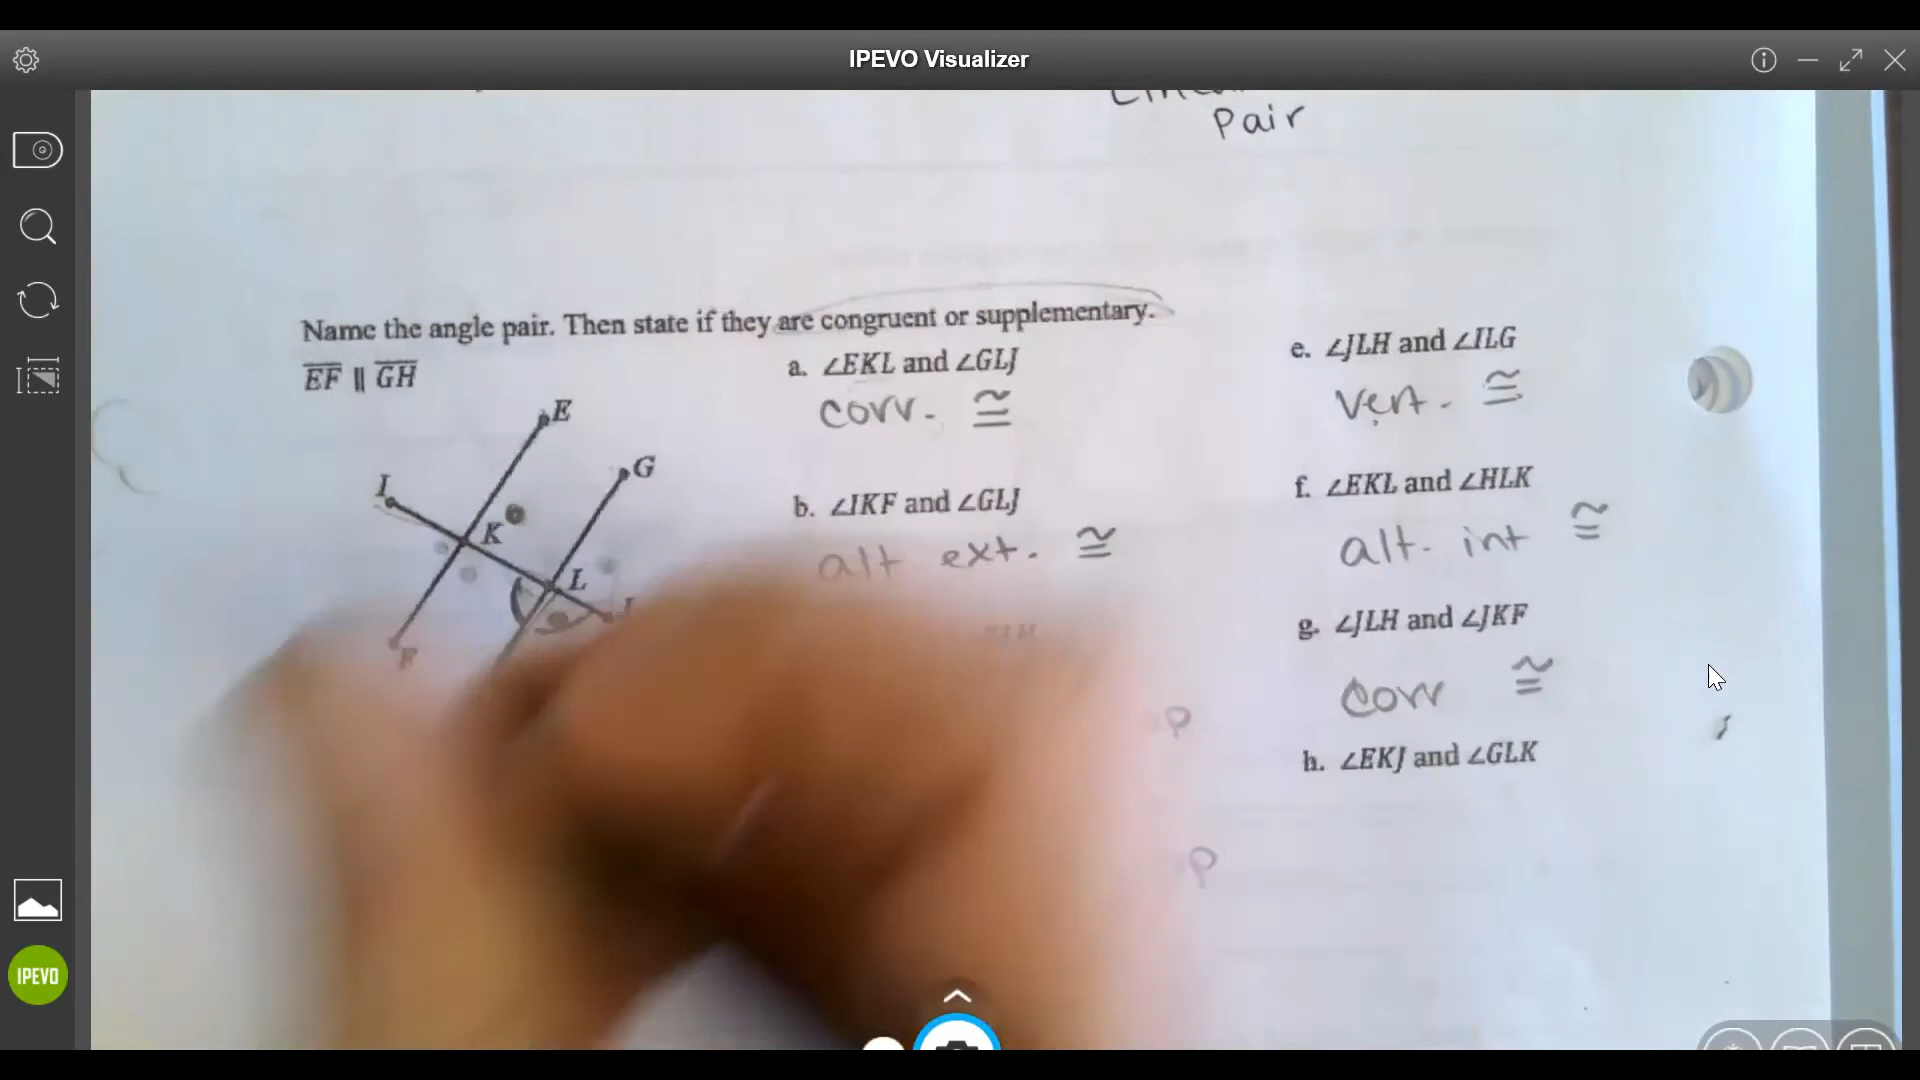 IPEVO Visualizer
Pair
Name the angle pair. Then state if they are congruent or supplementary.
EF ∥ GH
a. ∠EKL and ∠GLJ
corr. ≅
b. ∠IKF and ∠GLJ
alt ext. ≅
E
G
I
K
L
F
P
P
e. ∠JLH and ∠ILG
vert. ≅
f. ∠EKL and ∠HLK
alt. int ≅
g. ∠JLH and ∠JKF
corr ≅
h. ∠EKJ and ∠GLK
IPEVO